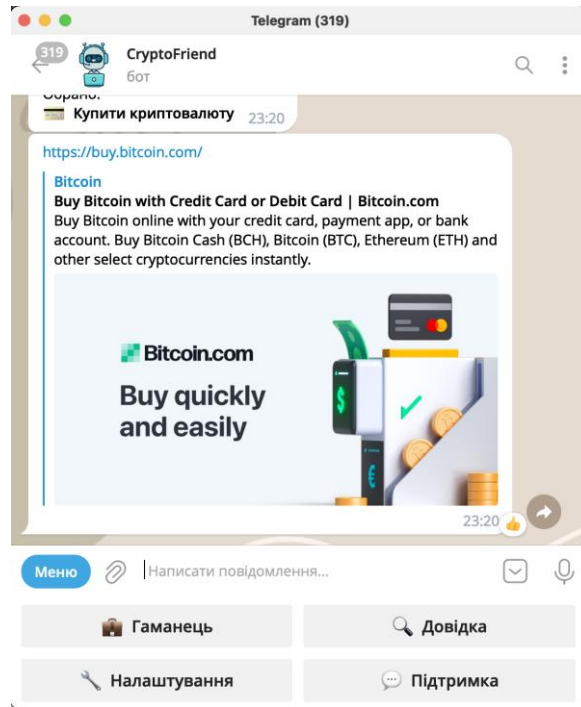 Telegram (319)
319
CryptoFriend
бот
Обрано:
Купити криптовалюту 23:20
https://buy.bitcoin.com/
Bitcoin
Buy Bitcoin with Credit Card or Debit Card | Bitcoin.com
Buy Bitcoin online with your credit card, payment app, or bank
account. Buy Bitcoin Cash (BCH), Bitcoin (BTC), Ethereum (ETH) and
other select cryptocurrencies instantly.
Bitcoin.com
Buy quickly
and easily
23:20
Меню
Написати повідомлення...
Гаманець
Довідка
Налаштування
Підтримка